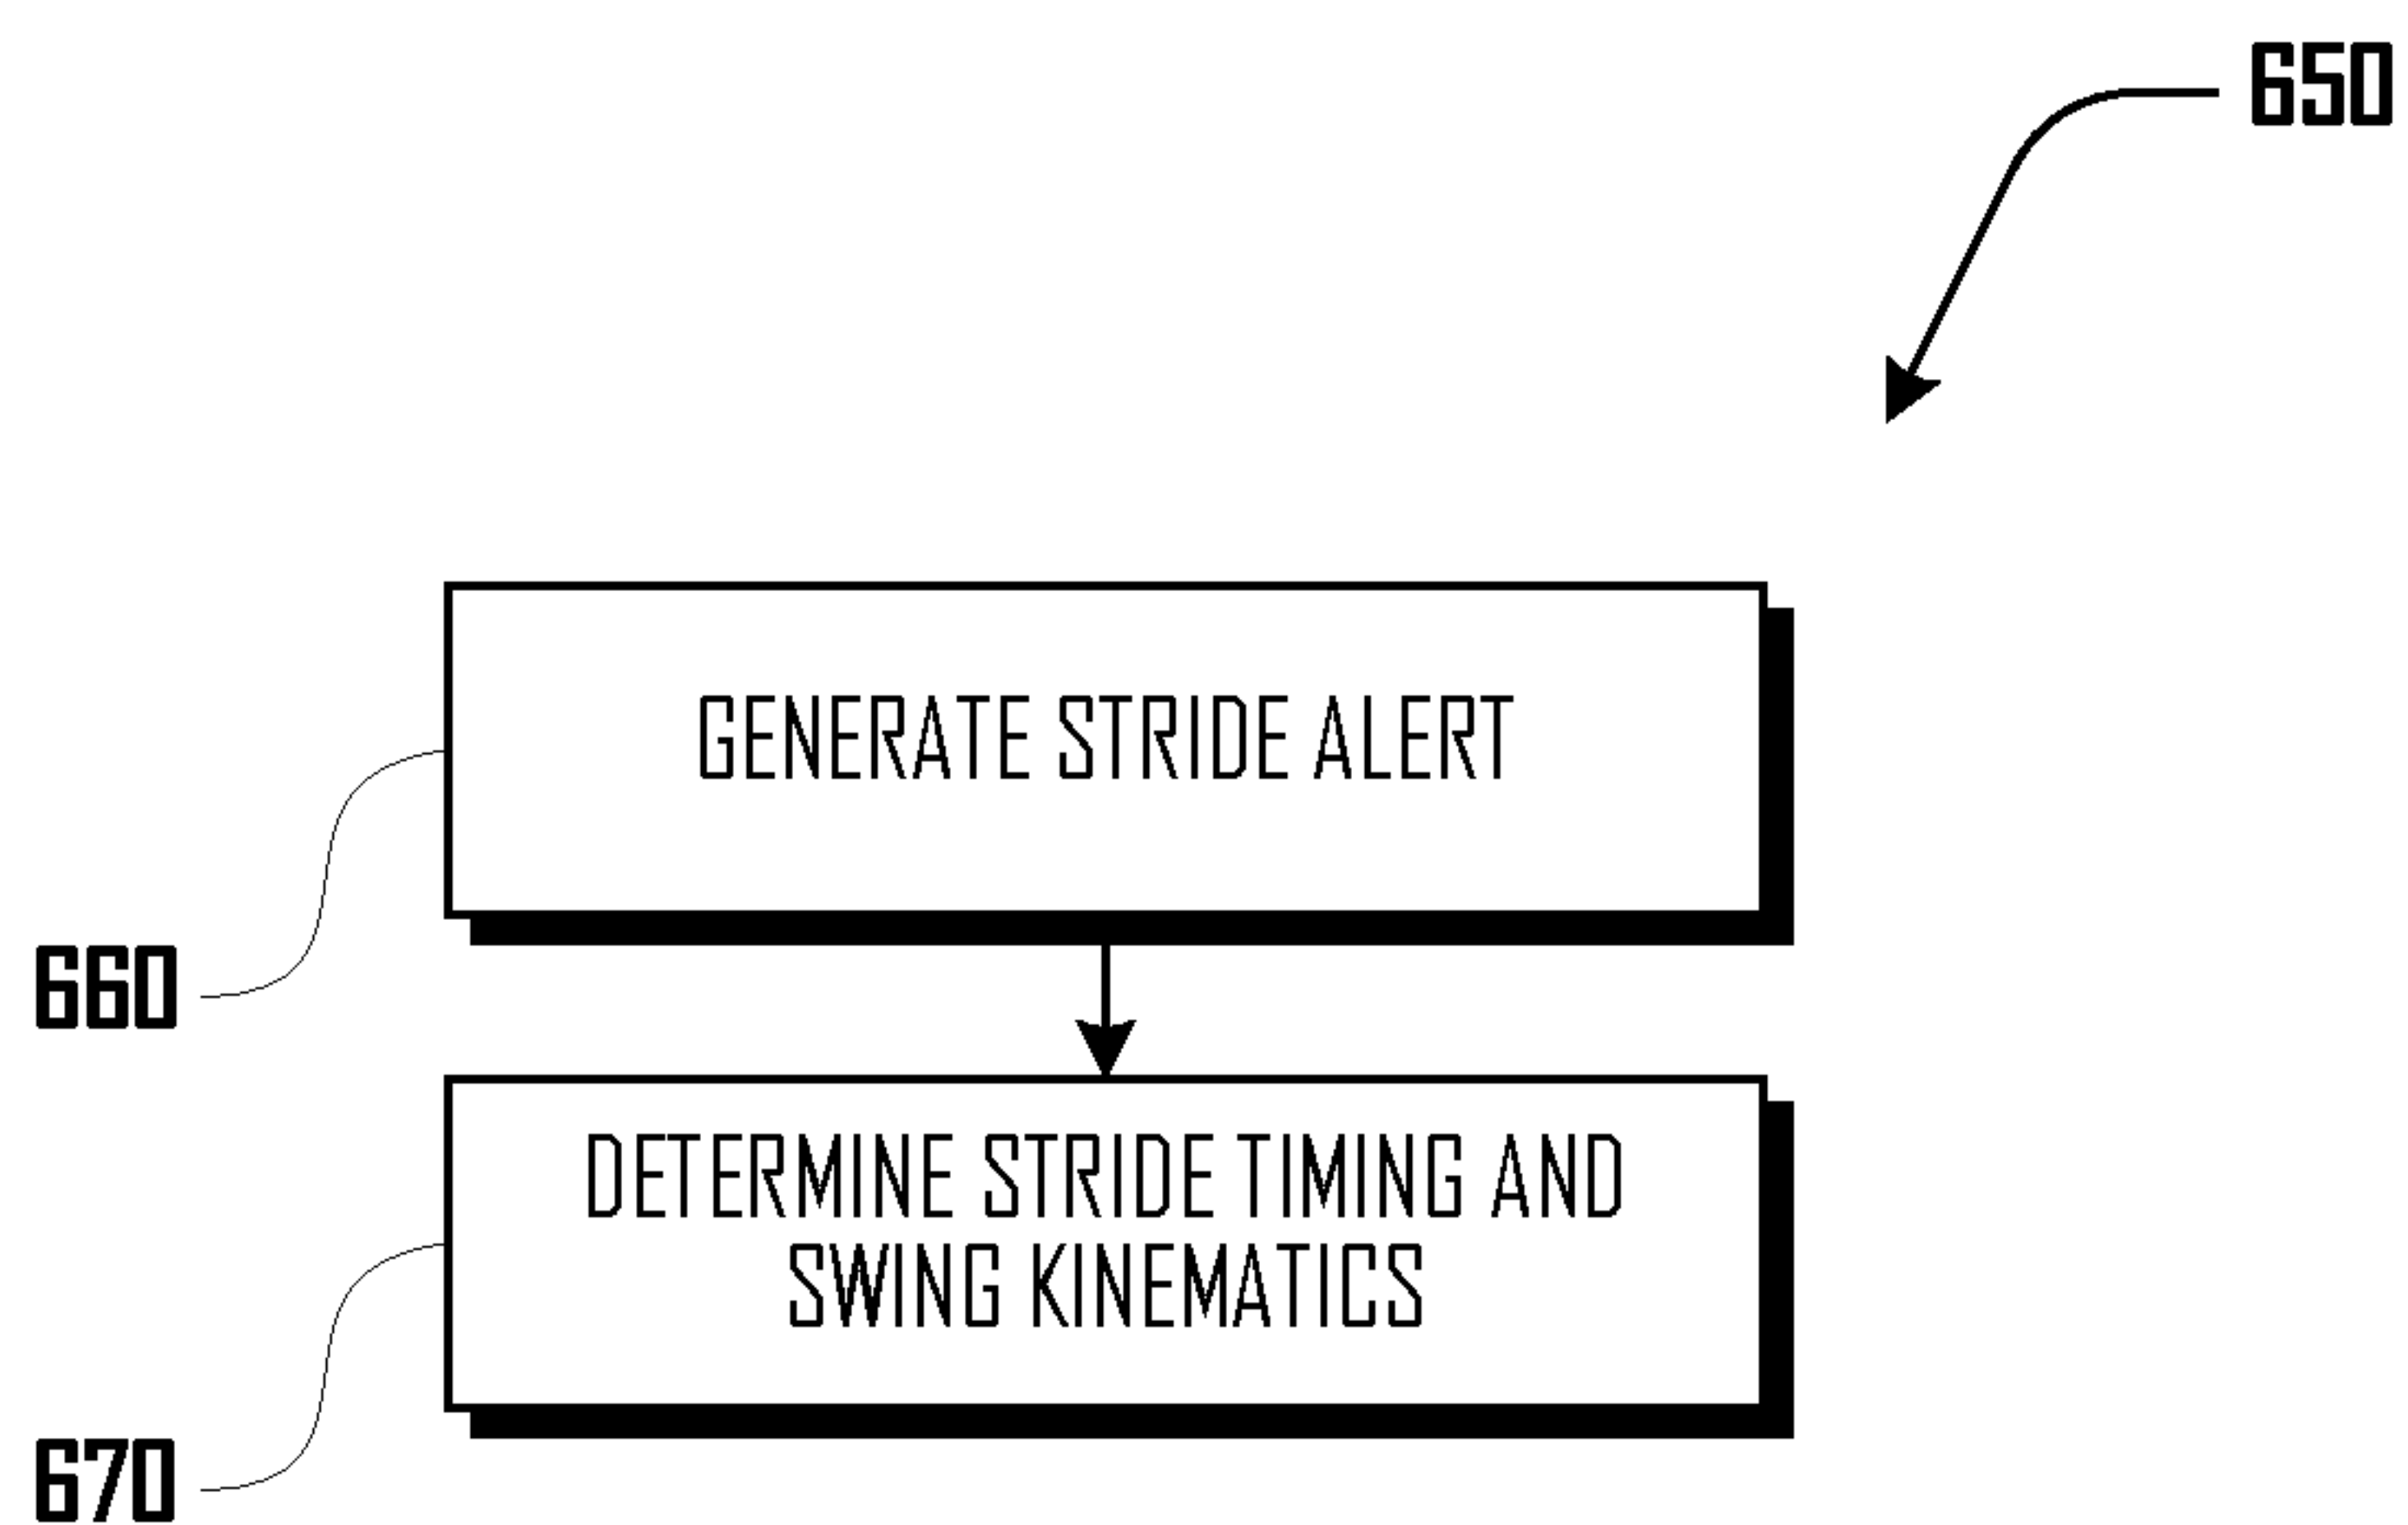 650
GENERATE STRIDE ALERT
660
DETERMINE STRIDE TIMING AND
SWING KINEMATICS
670